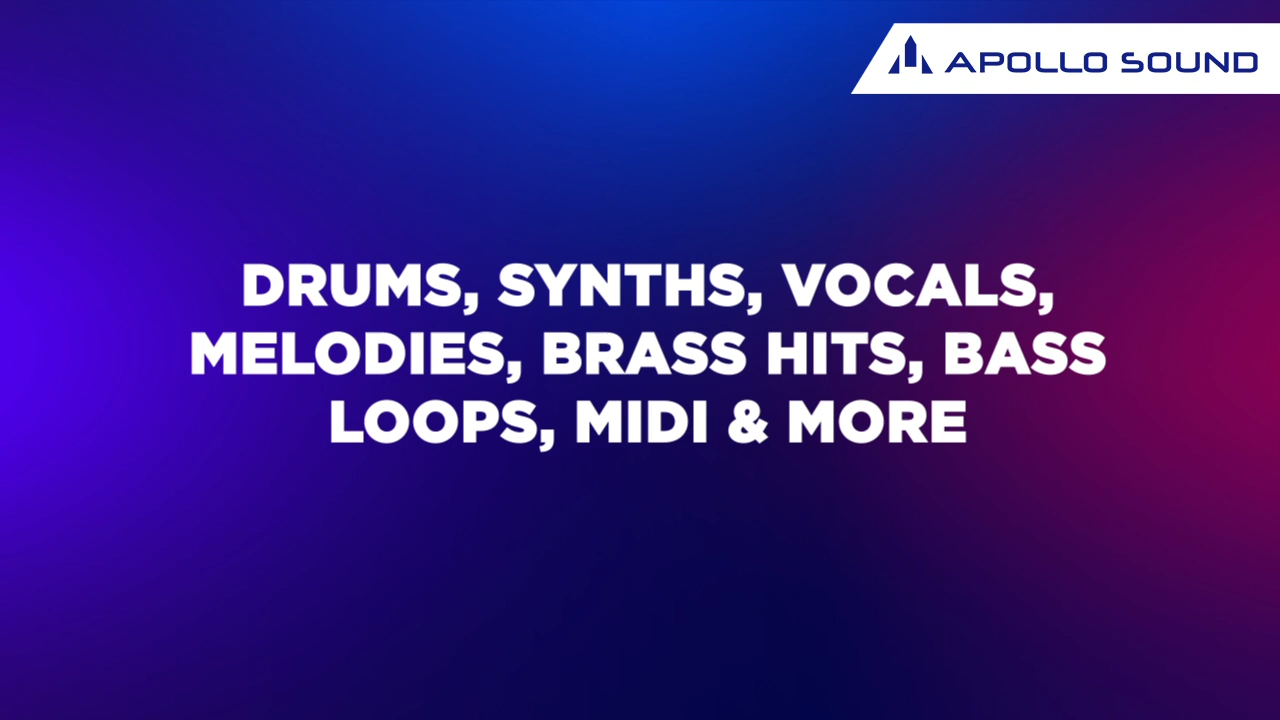 APOLLO SOUND
DRUMS, SYNTHS, VOCALS,
MELODIES, BRASS HITS, BASS
LOOPS, MIDI & MORE